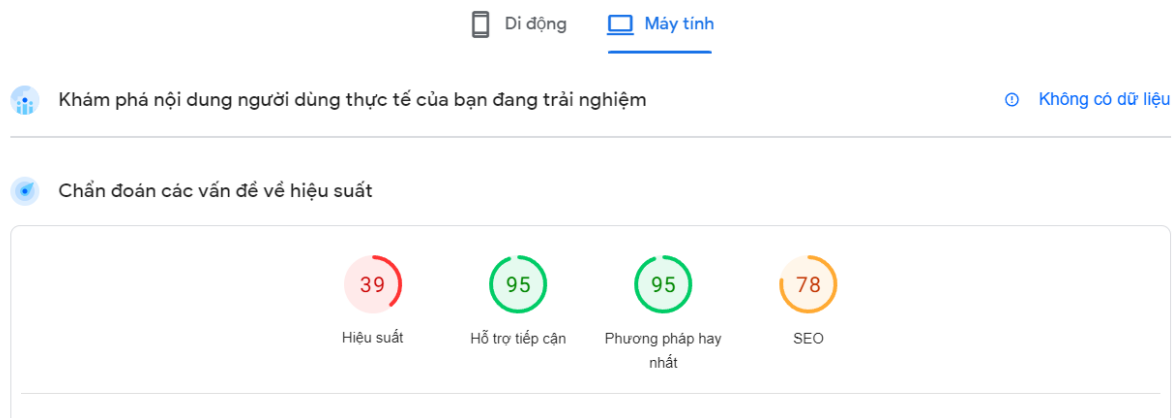 Di động
Máy tính
Khám phá nội dung người dùng thực tế của bạn đang trải nghiệm
Không có dữ liệu
Chẩn đoán các vấn đề về hiệu suất
39
95
95
78
Hiệu suất
Hỗ trợ tiếp cận
Phương pháp hay
nhất
SEO